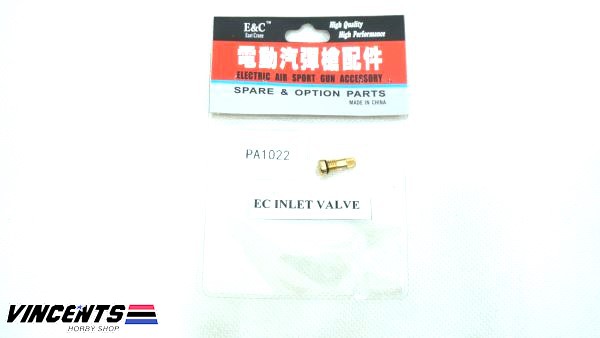 E&C™
East Crane
High Quality
High Performance
電動汽彈槍配件
ELECTRIC AIR SPORT GUN ACCESSORY
SPARE & OPTION PARTS
MADE IN CHINA
PA1022
EC INLET VALVE
VINCENTS
HOBBY SHOP